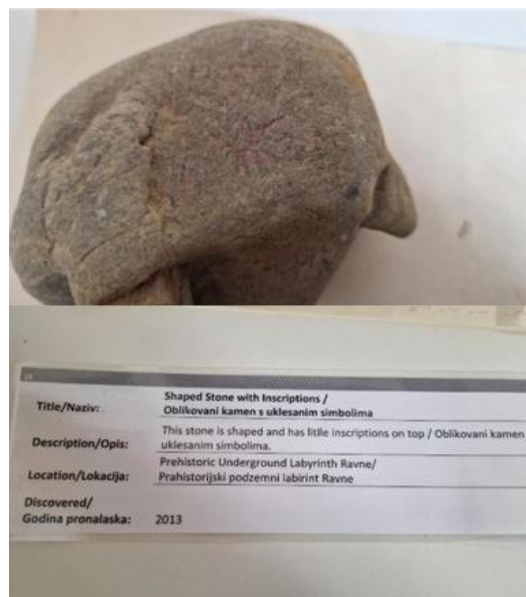 Title/Naziv:
Shaped Stone with Inscriptions /
Oblikovani kamen s uklesanim simbolima
Description/Opis:
This stone is shaped and has little inscriptions on top / Oblikovani kamen
uklesanim simbolima.
Location/Lokacija:
Prehistoric Underground Labyrinth Ravne/
Prahistorijski podzemni labirint Ravne
Discovered/
Godina pronalaska:
2013